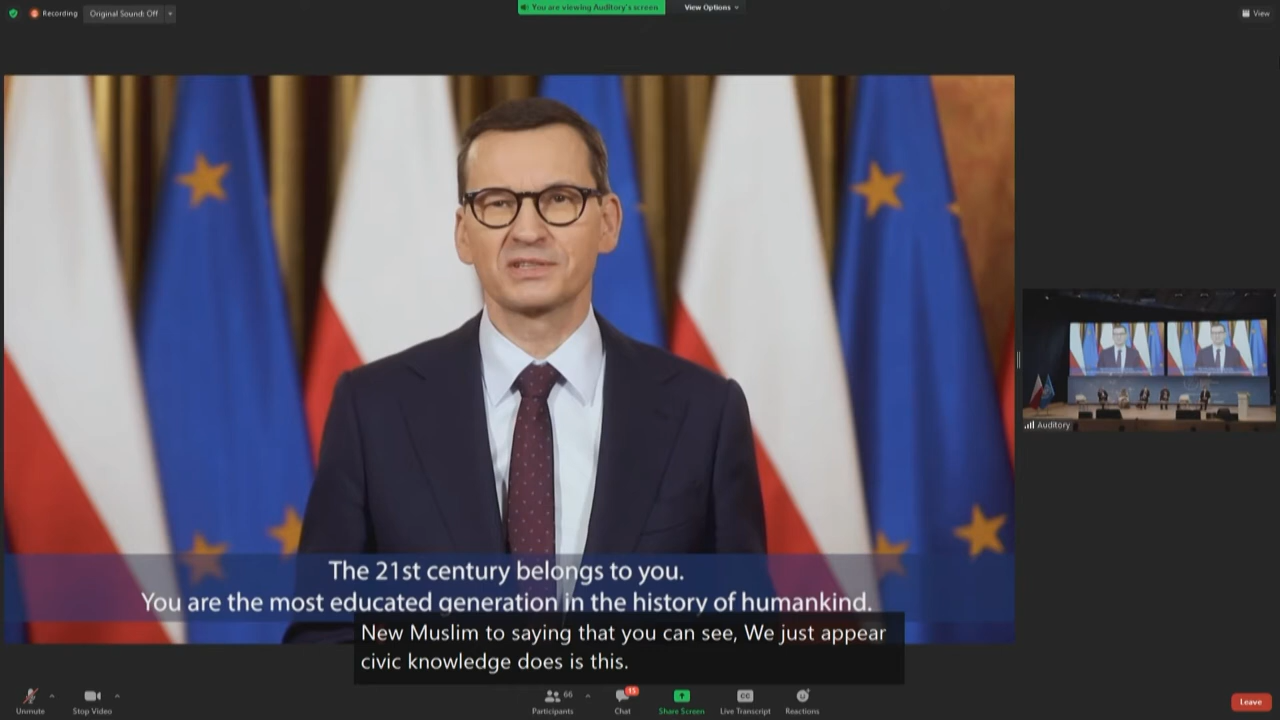 Recording
Original Sound: Off
You are viewing Auditory's screen
View Options
View
Auditory
The 21st century belongs to you.
You are the most educated generation in the history of humankind.
New Muslim to saying that you can see, We just appear
civic knowledge does is this.
Unmute
Stop Video
66
Participants
15
Chat
Share Screen
CC
Live Transcript
Reactions
Leave